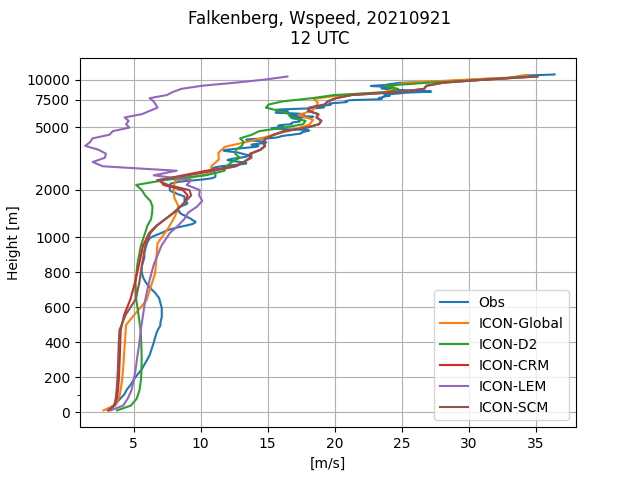 Falkenberg, Wspeed, 20210921
12 UTC
10000
7500
5000
2000
1000
800
600
400
200
0
Height [m]
5 10 15 20 25 30 35
[m/s]
Obs
ICON-Global
ICON-D2
ICON-CRM
ICON-LEM
ICON-SCM